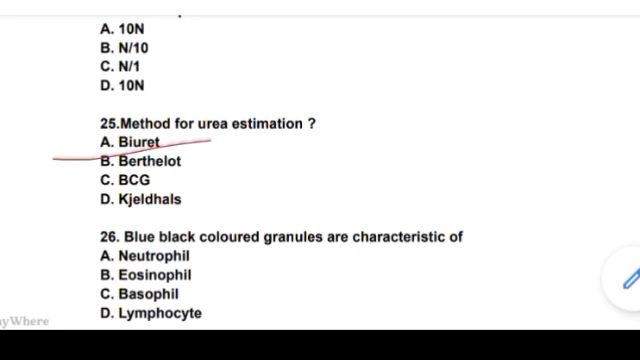 A. 10N
B. N/10
C. N/1
D. 10N
25.Method for urea estimation ?
A. Biuret
B. Berthelot
C. BCG
D. Kjeldhals
26. Blue black coloured granules are characteristic of
A. Neutrophil
B. Eosinophil
C. Basophil
D. Lymphocyte
yWhere